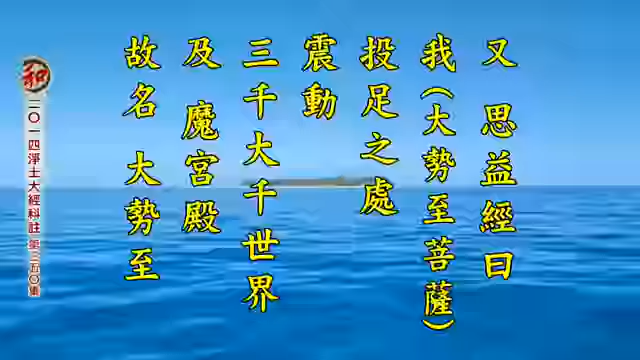 又 思益經曰
我(大勢至菩薩)
投足之處
震動
三千大千世界
及 魔宮殿
故名 大勢至
和
二〇一四淨土大經科註 第三五〇集